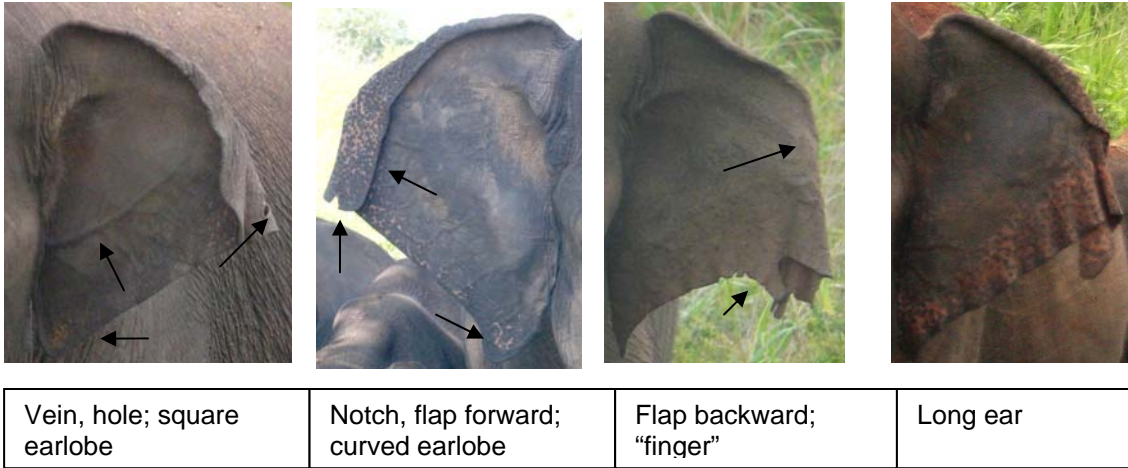 Vein, hole; square
earlobe
Notch, flap forward;
curved earlobe
Flap backward;
“finger”
Long ear